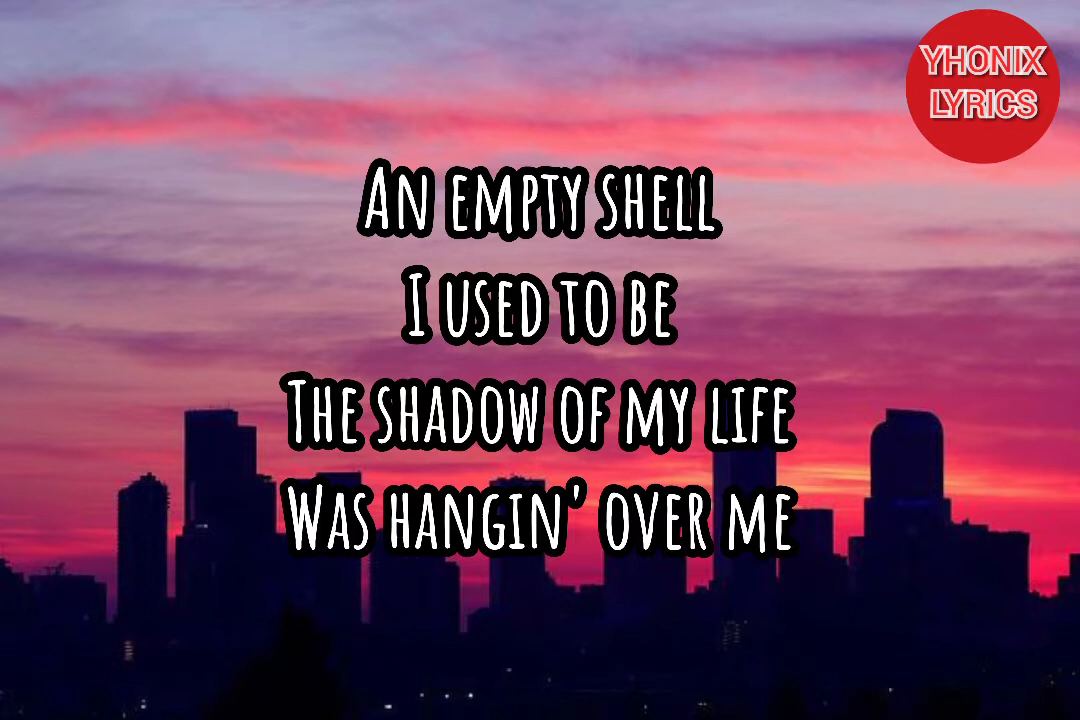 YHONIX
LYRICS
An empty shell
I used to be
The shadow of my life
Was hangin' over me